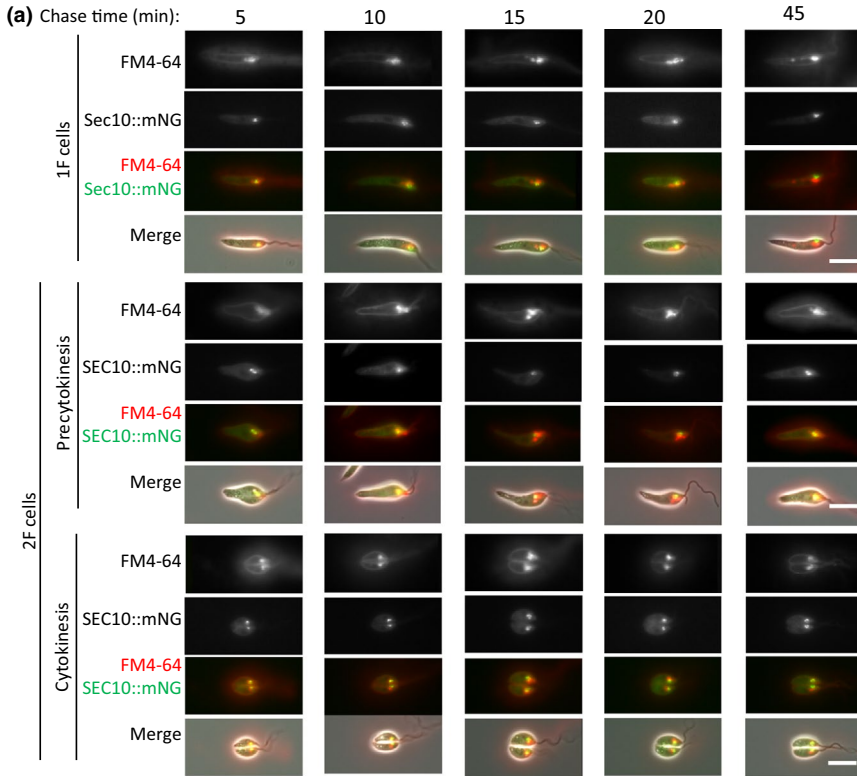 (a) Chase time (min): 5 10 15 20 45
1F cells
FM4-64
Sec10::mNG
FM4-64
Sec10::mNG
Merge
2F cells
Precytokinesis
FM4-64
SEC10::mNG
FM4-64
SEC10::mNG
Merge
Cytokinesis
FM4-64
SEC10::mNG
FM4-64
SEC10::mNG
Merge